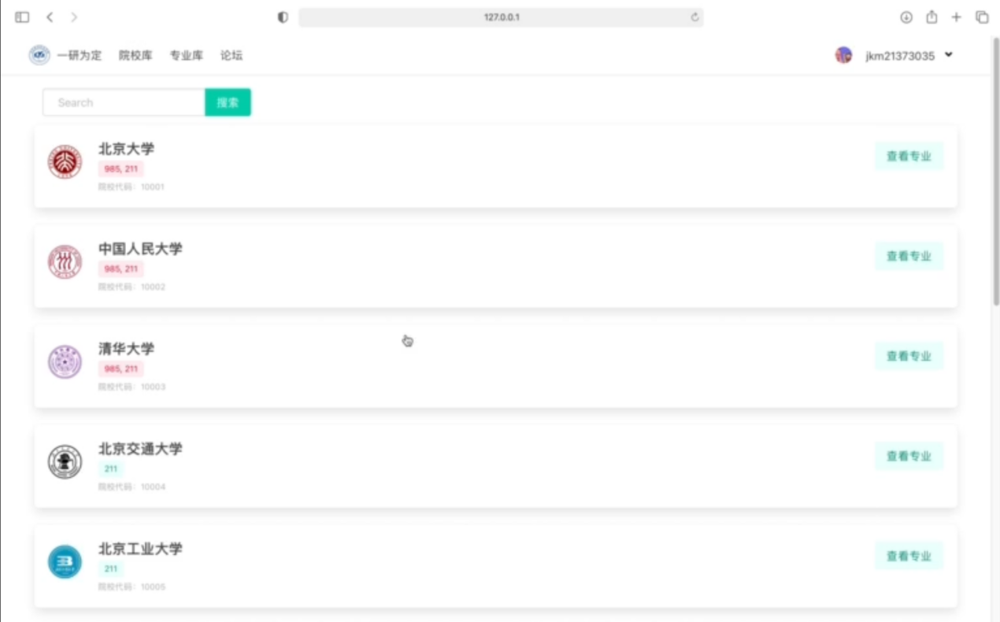 127.0.0.1
一研为定 院校库 专业库 论坛 jkm21373035
Search 搜索
北京大学
985, 211
院校代码：10001
查看专业
中国人民大学
985, 211
院校代码：10002
查看专业
清华大学
985, 211
院校代码：10003
查看专业
北京交通大学
211
院校代码：10004
查看专业
北京工业大学
211
院校代码：10005
查看专业